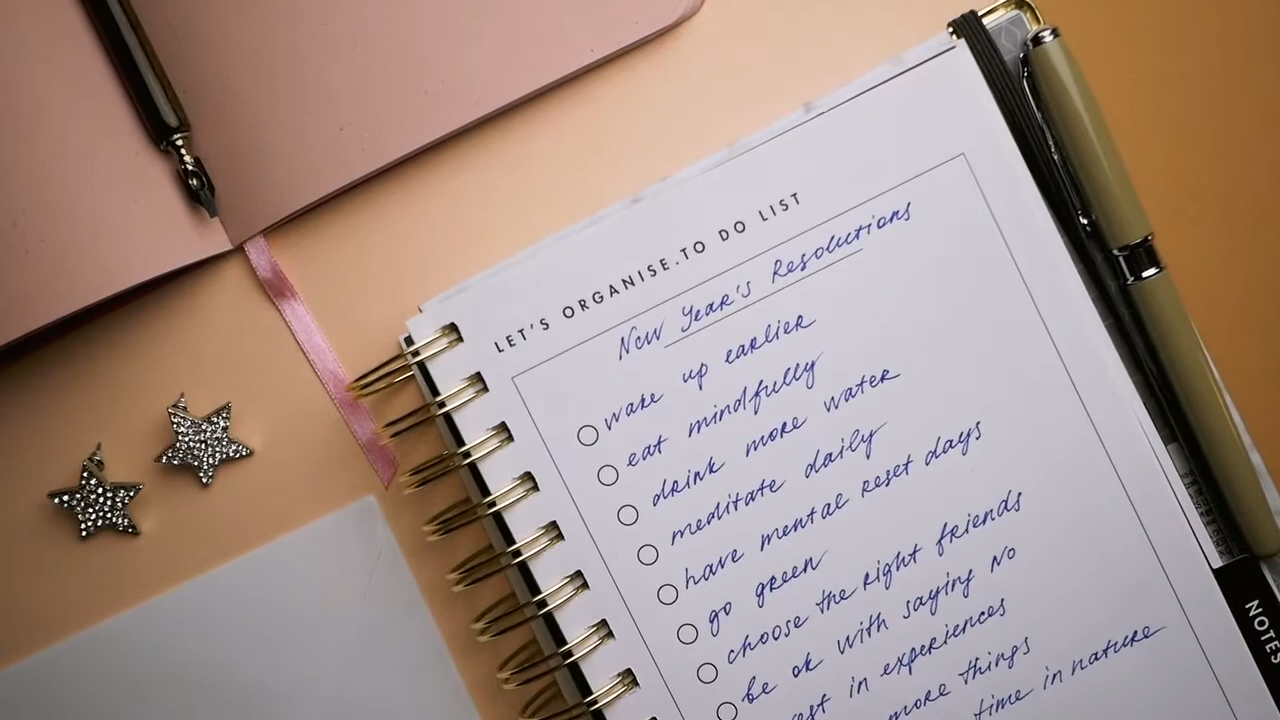 LET'S ORGANISE.TO DO LIST
New Year's Resolutions
wake up earlier
eat mindfully
drink more water
meditate daily
have mental reset days
go green
choose the right friends
be ok with saying NO
in experiences
more things
time in nature
NOTES